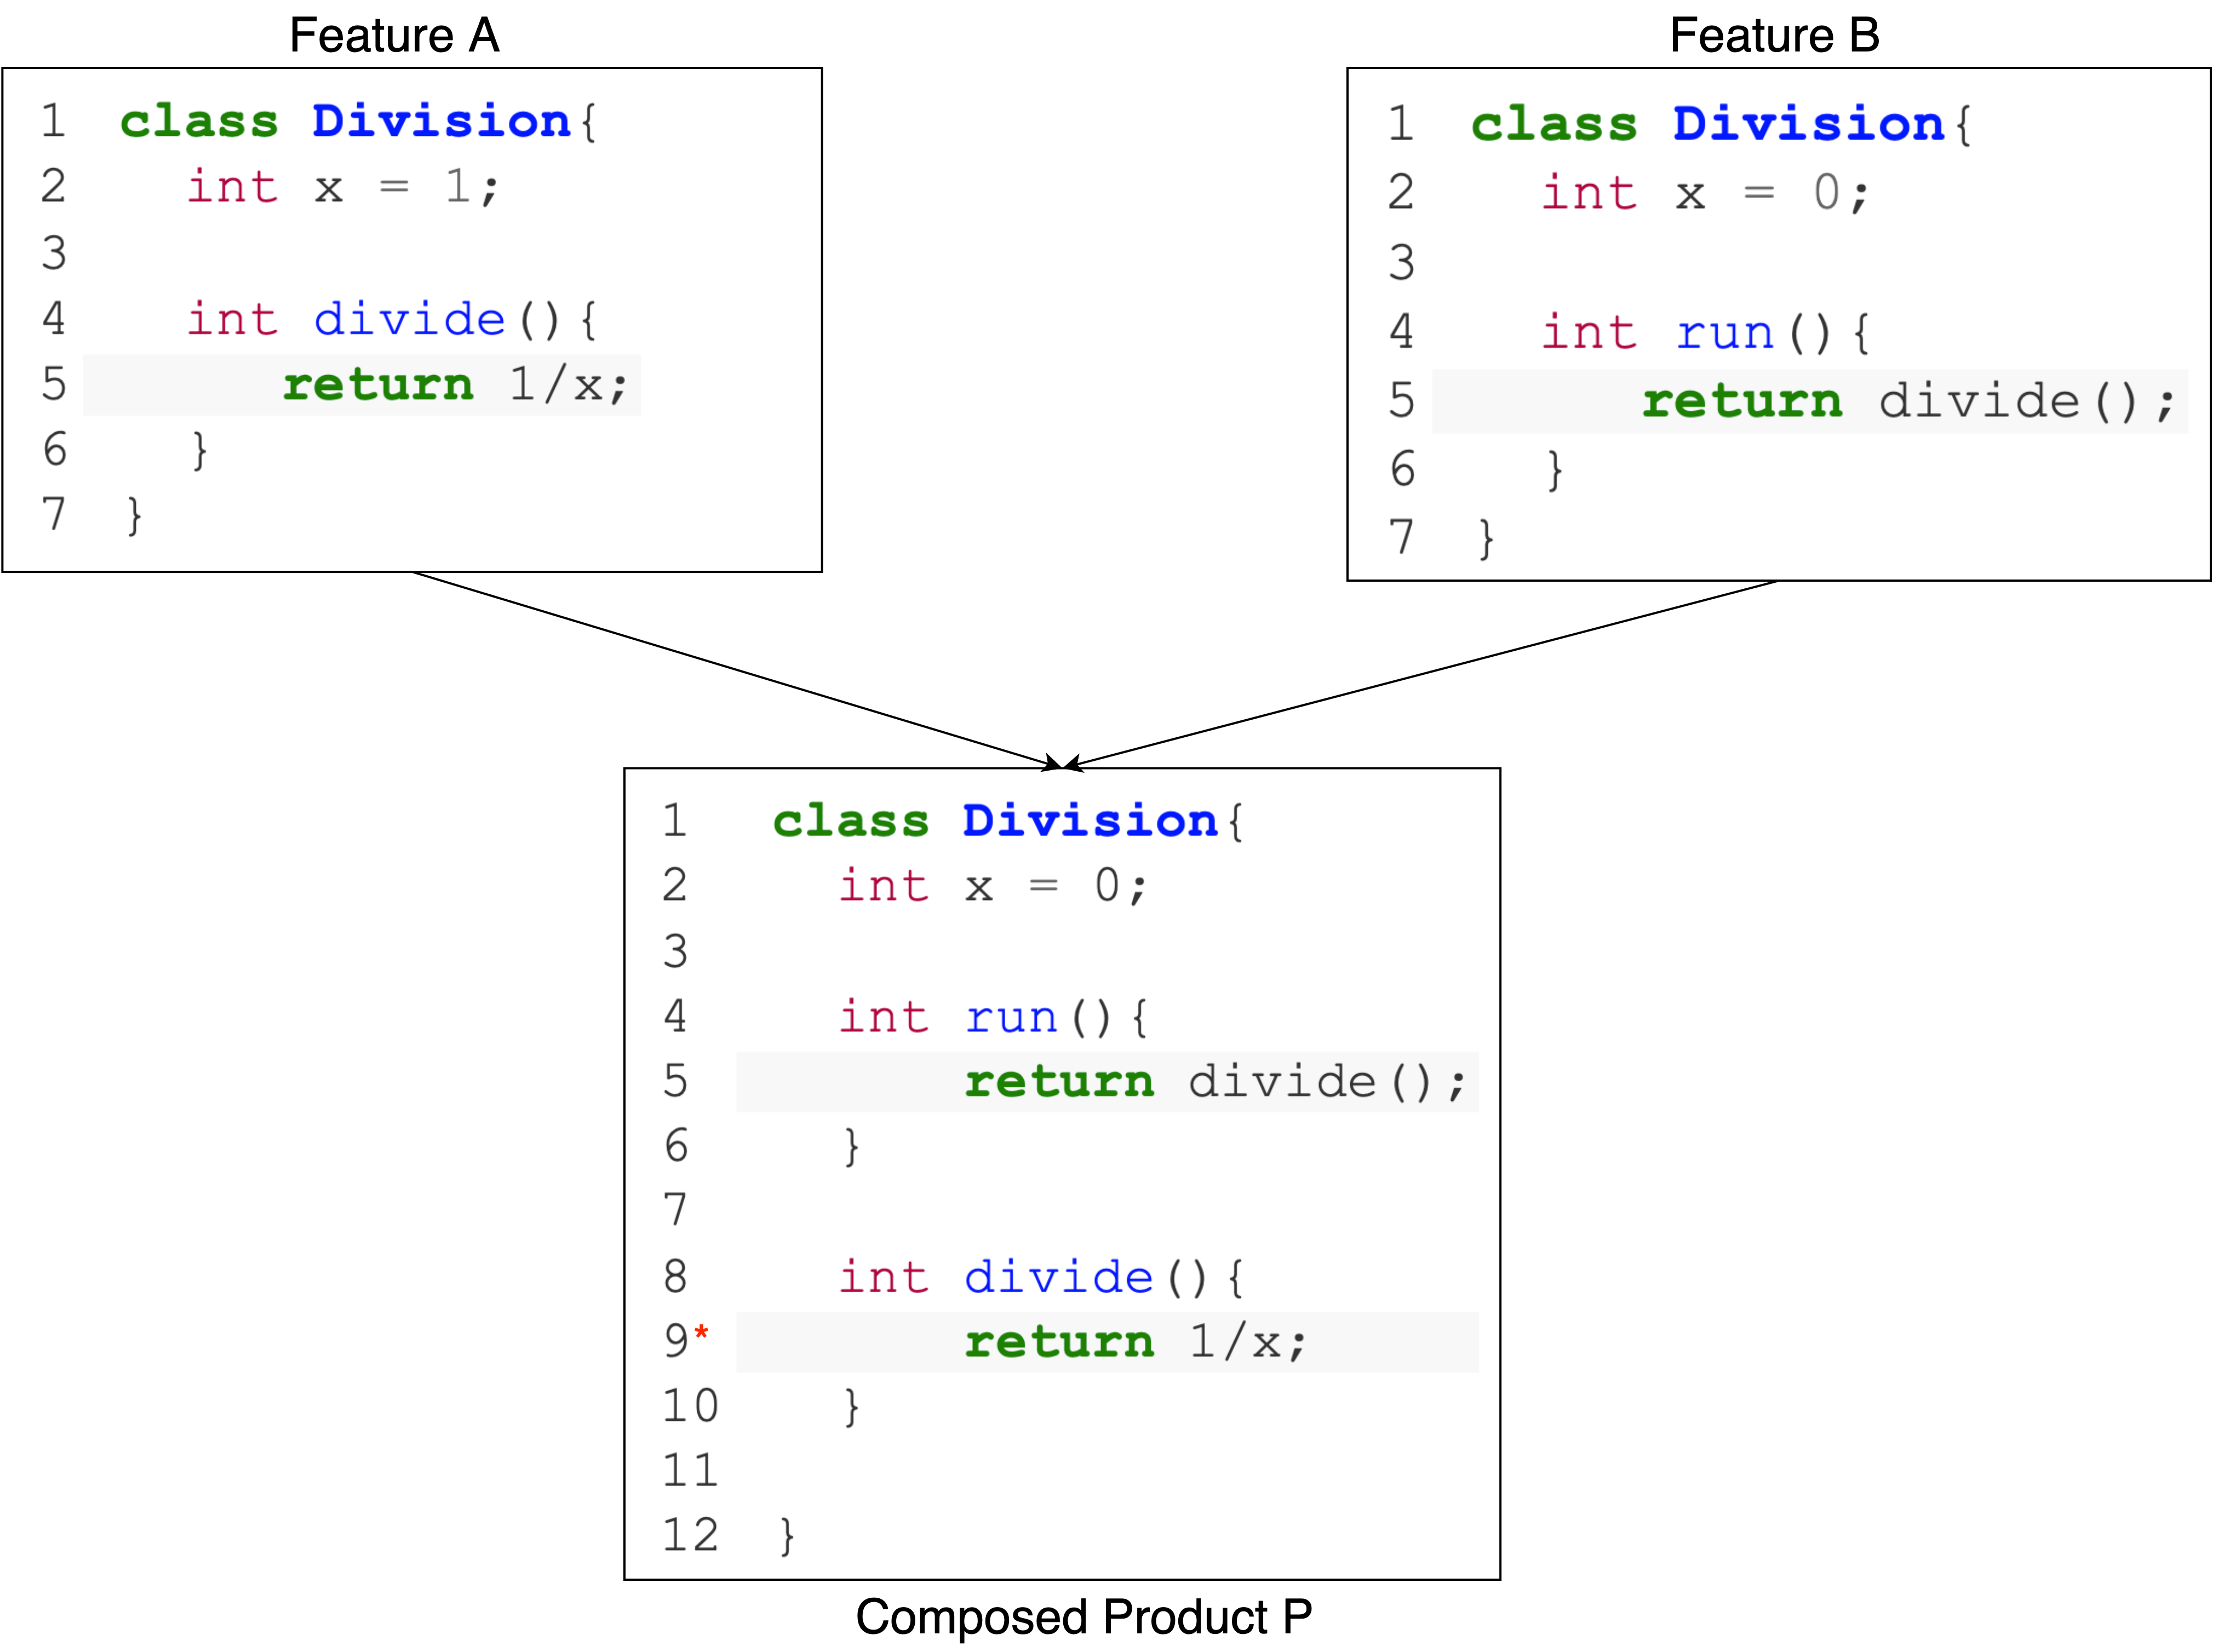 Feature A
1 class Division{
2 int x = 1;
3
4 int divide(){
5 return 1/x;
6 }
7 }
Feature B
1 class Division{
2 int x = 0;
3
4 int run(){
5 return divide();
6 }
7 }
1 class Division{
2 int x = 0;
3
4 int run(){
5 return divide();
6 }
7
8 int divide(){
9* return 1/x;
10 }
11
12 }
Composed Product P